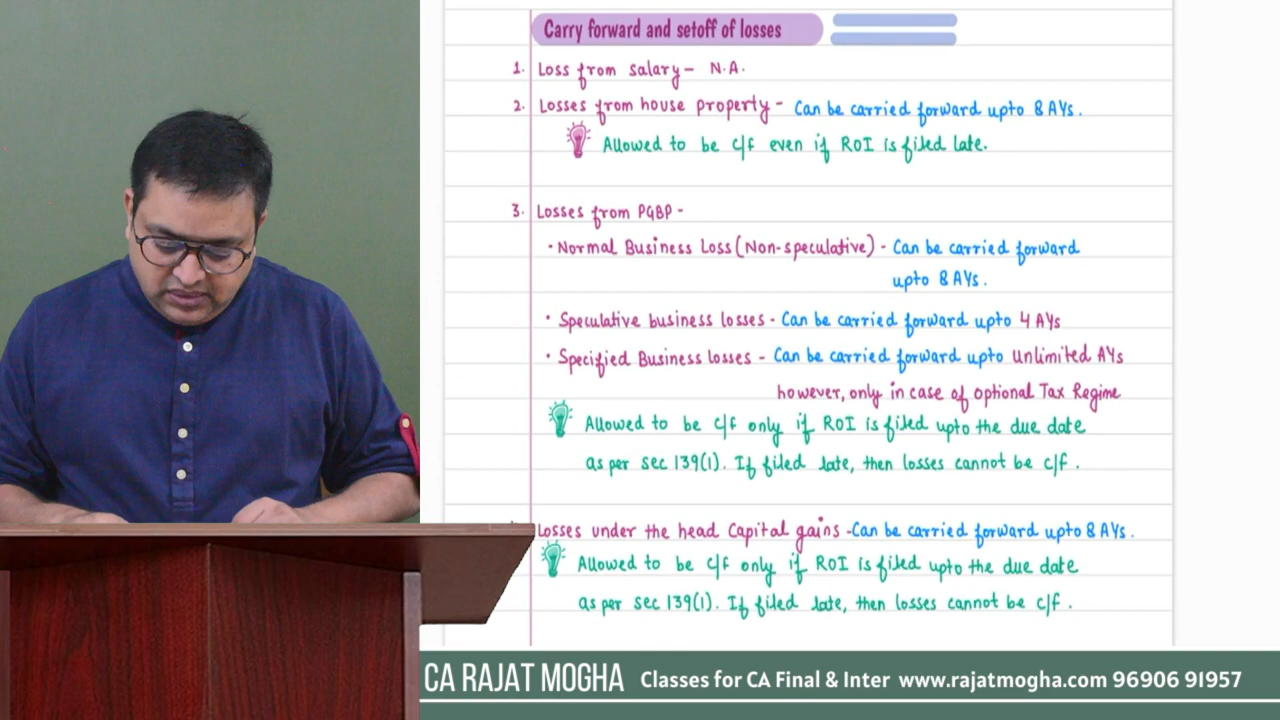 Carry forward and setoff of losses
1. Loss from salary- N.A.
2. Losses from house property- Can be carried forward upto 8 AYs.
Allowed to be c/f even if ROI is filed late.
3. Losses from PGBP -
· Normal Business Loss (Non-speculative) - Can be carried forward
upto 8 AYs.
· Speculative business losses - Can be carried forward upto 4 AYs
· Specified Business losses - Can be carried forward upto unlimited AYs
however, only in case of optional Tax Regime
Allowed to be c/f only if ROI is filed upto the due date
as per sec 139(1). If filed late, then losses cannot be c/f.
Losses under the head Capital gains -Can be carried forward upto 8 AYs.
Allowed to be c/f only if ROI is filed upto the due date
as per sec 139(1). If filed late, then losses cannot be c/f.
CA RAJAT MOGHA Classes for CA Final & Inter www.rajatmogha.com 96906 91957